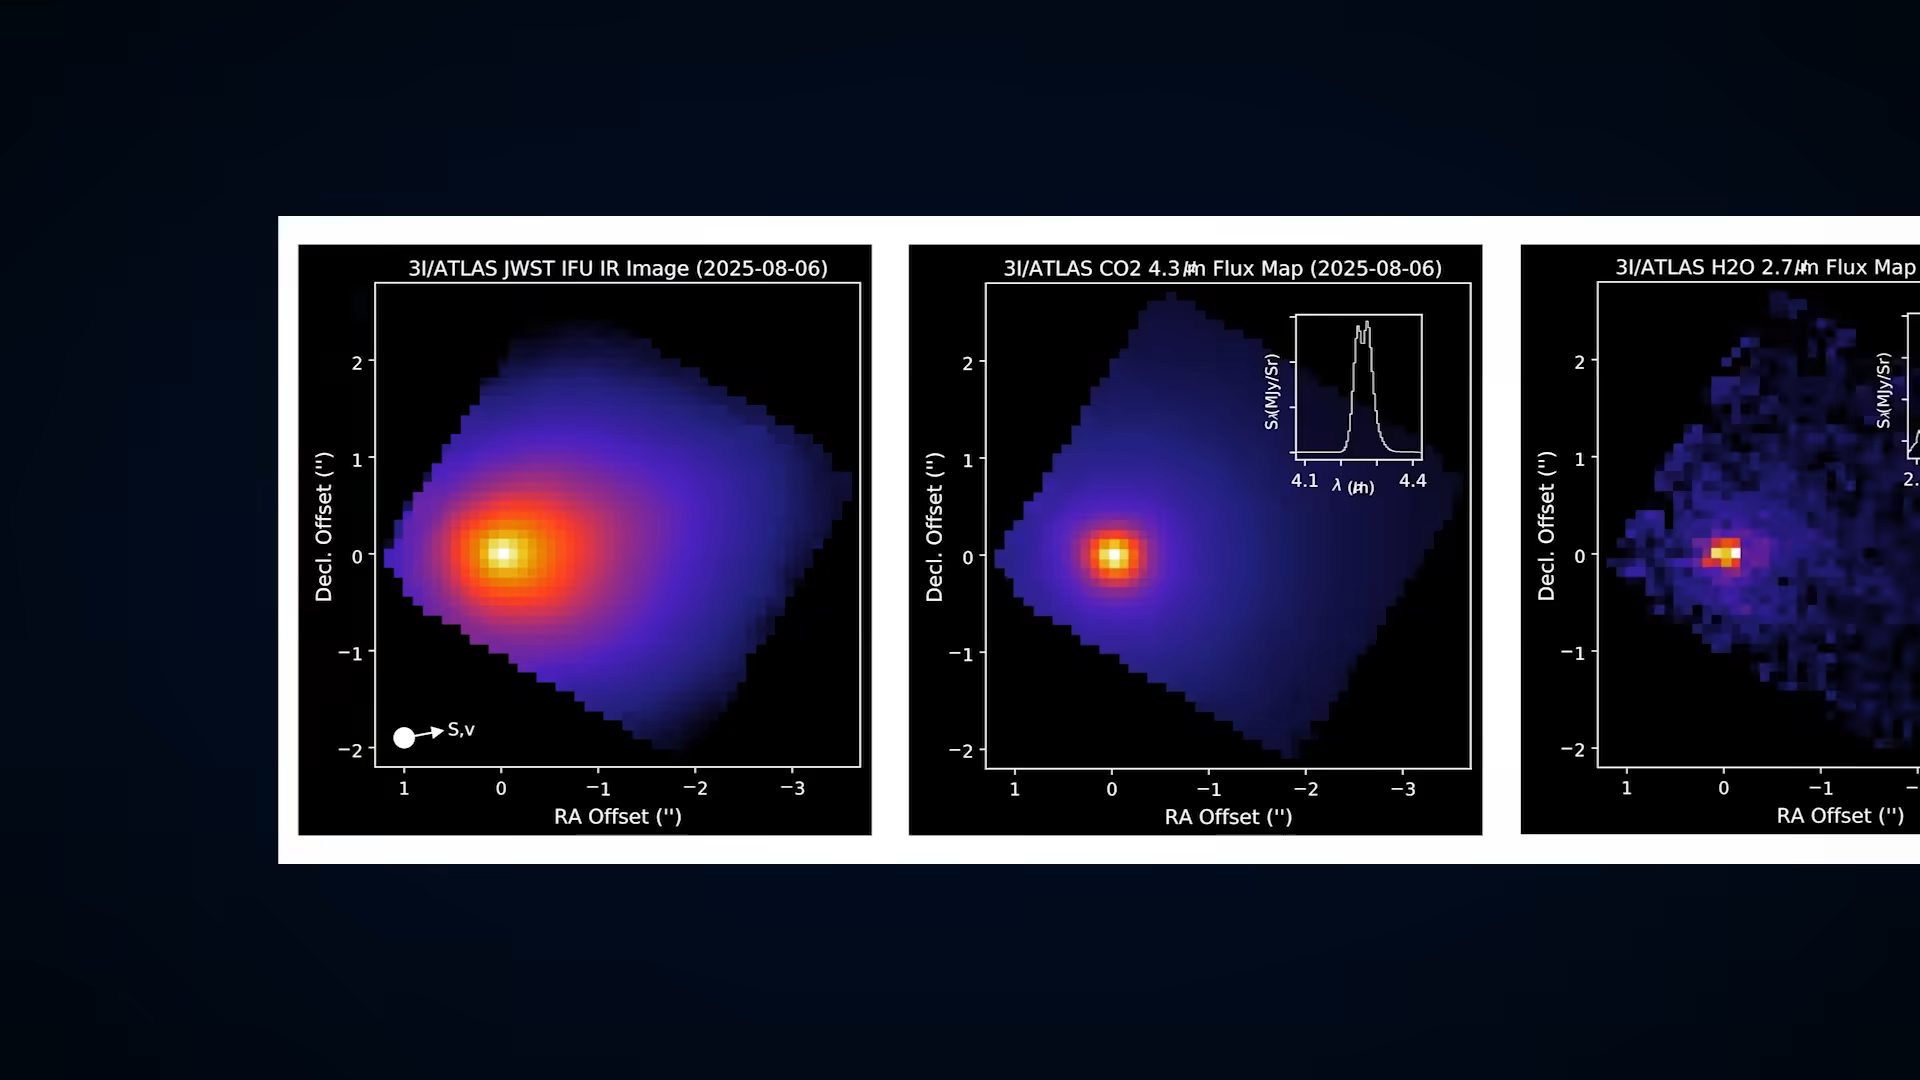 3I/ATLAS JWST IFU IR Image (2025-08-06)
Decl. Offset ('')
2
1
0
−1
−2
S,v
1
0
−1
−2
−3
RA Offset ('')
3I/ATLAS CO2 4.3 μm Flux Map (2025-08-06)
Decl. Offset ('')
2
1
0
−1
−2
Sλ(MJy/Sr)
4.1
λ (μm)
4.4
1
0
−1
−2
−3
RA Offset ('')
3I/ATLAS H2O 2.7 μm Flux Map
Decl. Offset ('')
2
1
0
−1
−2
Sλ(MJy/Sr)
2.
1
0
−1
RA Offset ('')